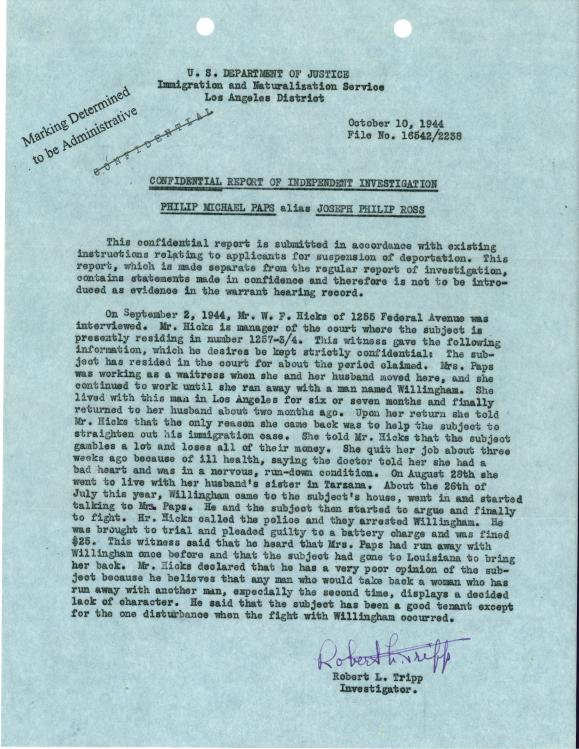 U. S. DEPARTMENT OF JUSTICE
Immigration and Naturalization Service
Los Angeles District
Marking Determined
to be Administrative
CONFIDENTIAL
October 10, 1944
File No. 16542/2238
CONFIDENTIAL REPORT OF INDEPENDENT INVESTIGATION
PHILIP MICHAEL PAPS alias JOSEPH PHILIP ROSS
This confidential report is submitted in accordance with existing
instructions relating to applicants for suspension of deportation. This
report, which is made separate from the regular report of investigation,
contains statements made in confidence and therefore is not to be intro-
duced as evidence in the warrant hearing record.
On September 2, 1944, Mr. W. F. Hicks of 1255 Federal Avenue was
interviewed. Mr. Hicks is manager of the court where the subject is
presently residing in number 1257-3/4. This witness gave the following
information, which he desires be kept strictly confidential: The sub-
ject has resided in the court for about the period claimed. Mrs. Paps
was working as a waitress when she and her husband moved here, and she
continued to work until she ran away with a man named Willingham. She
lived with this man in Los Angeles for six or seven months and finally
returned to her husband about two months ago. Upon her return she told
Mr. Hicks that the only reason she came back was to help the subject to
straighten out his immigration case. She told Mr. Hicks that the subject
gambles a lot and loses all of their money. She quit her job about three
weeks ago because of ill health, saying the doctor told her she had a
bad heart and was in a nervous, run-down condition. On August 28th she
went to live with her husband's sister in Tarzana. About the 26th of
July this year, Willingham came to the subject's house, went in and started
talking to Mrs. Paps. He and the subject then started to argue and finally
to fight. Mr. Hicks called the police and they arrested Willingham. He
was brought to trial and pleaded guilty to a battery charge and was fined
$25. This witness said that he heard that Mrs. Paps had run away with
Willingham once before and that the subject had gone to Louisiana to bring
her back. Mr. Hicks declared that he has a very poor opinion of the sub-
ject because he believes that any man who would take back a woman who has
run away with another man, expecially the second time, displays a decided
lack of character. He said that the subject has been a good tenant except
for the one disturbance when the fight with Willingham occurred.
Robert L. Tripp
Robert L. Tripp
Investigator.